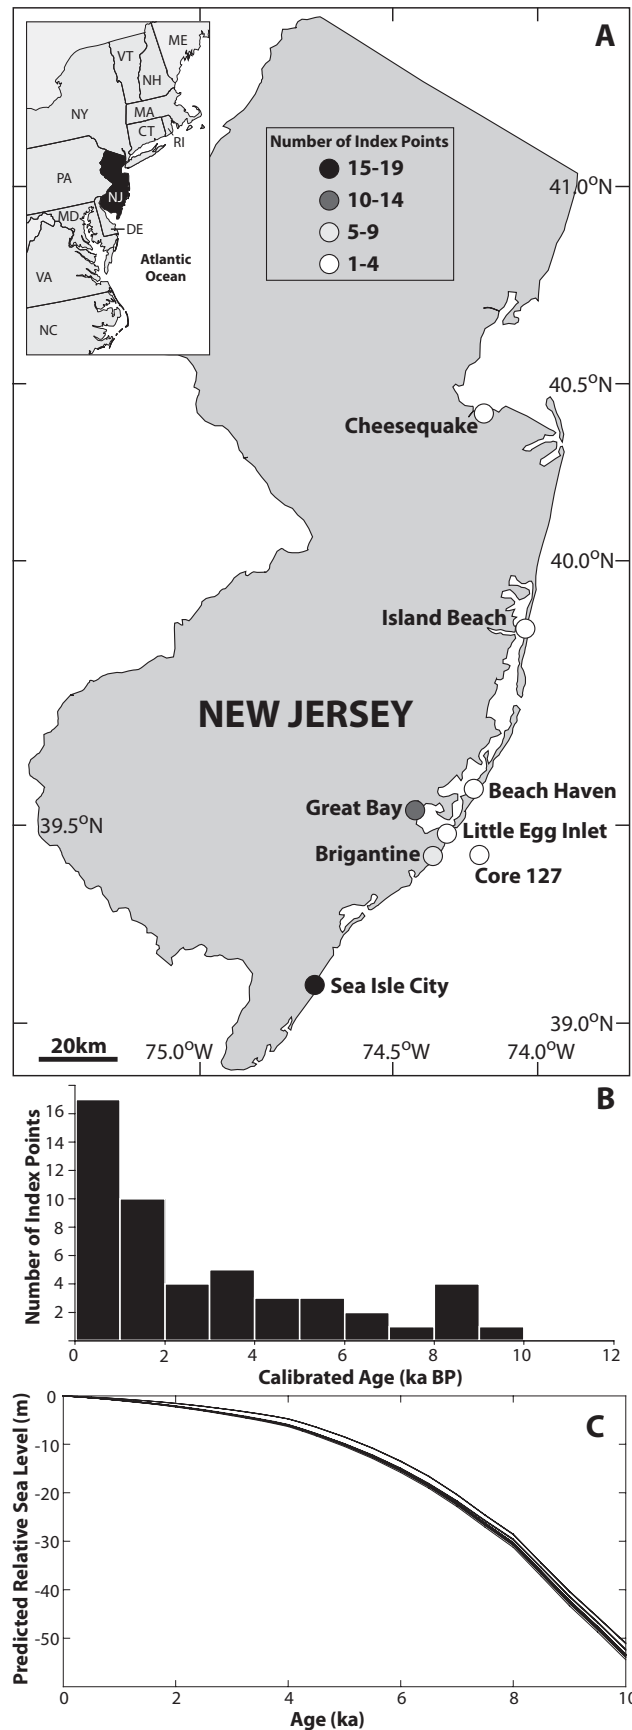 A
ME
VT
NH
NY
MA
CT
RI
PA
NJ
MD
DE
Atlantic
Ocean
VA
NC
Number of Index Points
15-19
10-14
5-9
1-4
41.0°N
40.5°N
Cheesequake
40.0°N
Island Beach
NEW JERSEY
Beach Haven
Great Bay
39.5°N
Little Egg Inlet
Brigantine
Core 127
Sea Isle City
39.0°N
20km
75.0°W
74.5°W
74.0°W
B
Number of Index Points
16
14
12
10
8
6
4
2
0
2
4
6
8
10
12
Calibrated Age (ka BP)
C
Predicted Relative Sea Level (m)
0
-10
-20
-30
-40
-50
0
2
4
6
8
10
Age (ka)